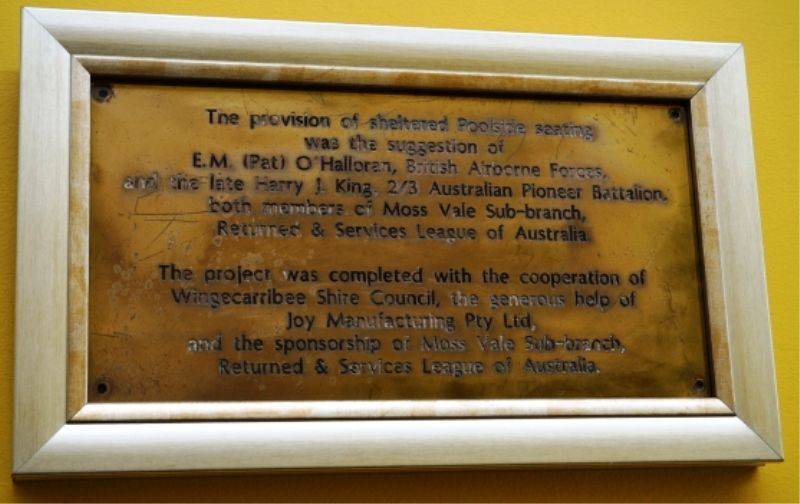 The provision of sheltered Poolside seating
was the suggestion of
E.M. (Pat) O'Halloran, British Airborne Forces,
and the late Harry J. King, 2/3 Australian Pioneer Battalion,
both members of Moss Vale Sub-branch,
Returned & Services League of Australia.
The project was completed with the cooperation of
Wingecarribee Shire Council, the generous help of
Joy Manufacturing Pty Ltd,
and the sponsorship of Moss Vale Sub-branch,
Returned & Services League of Australia.